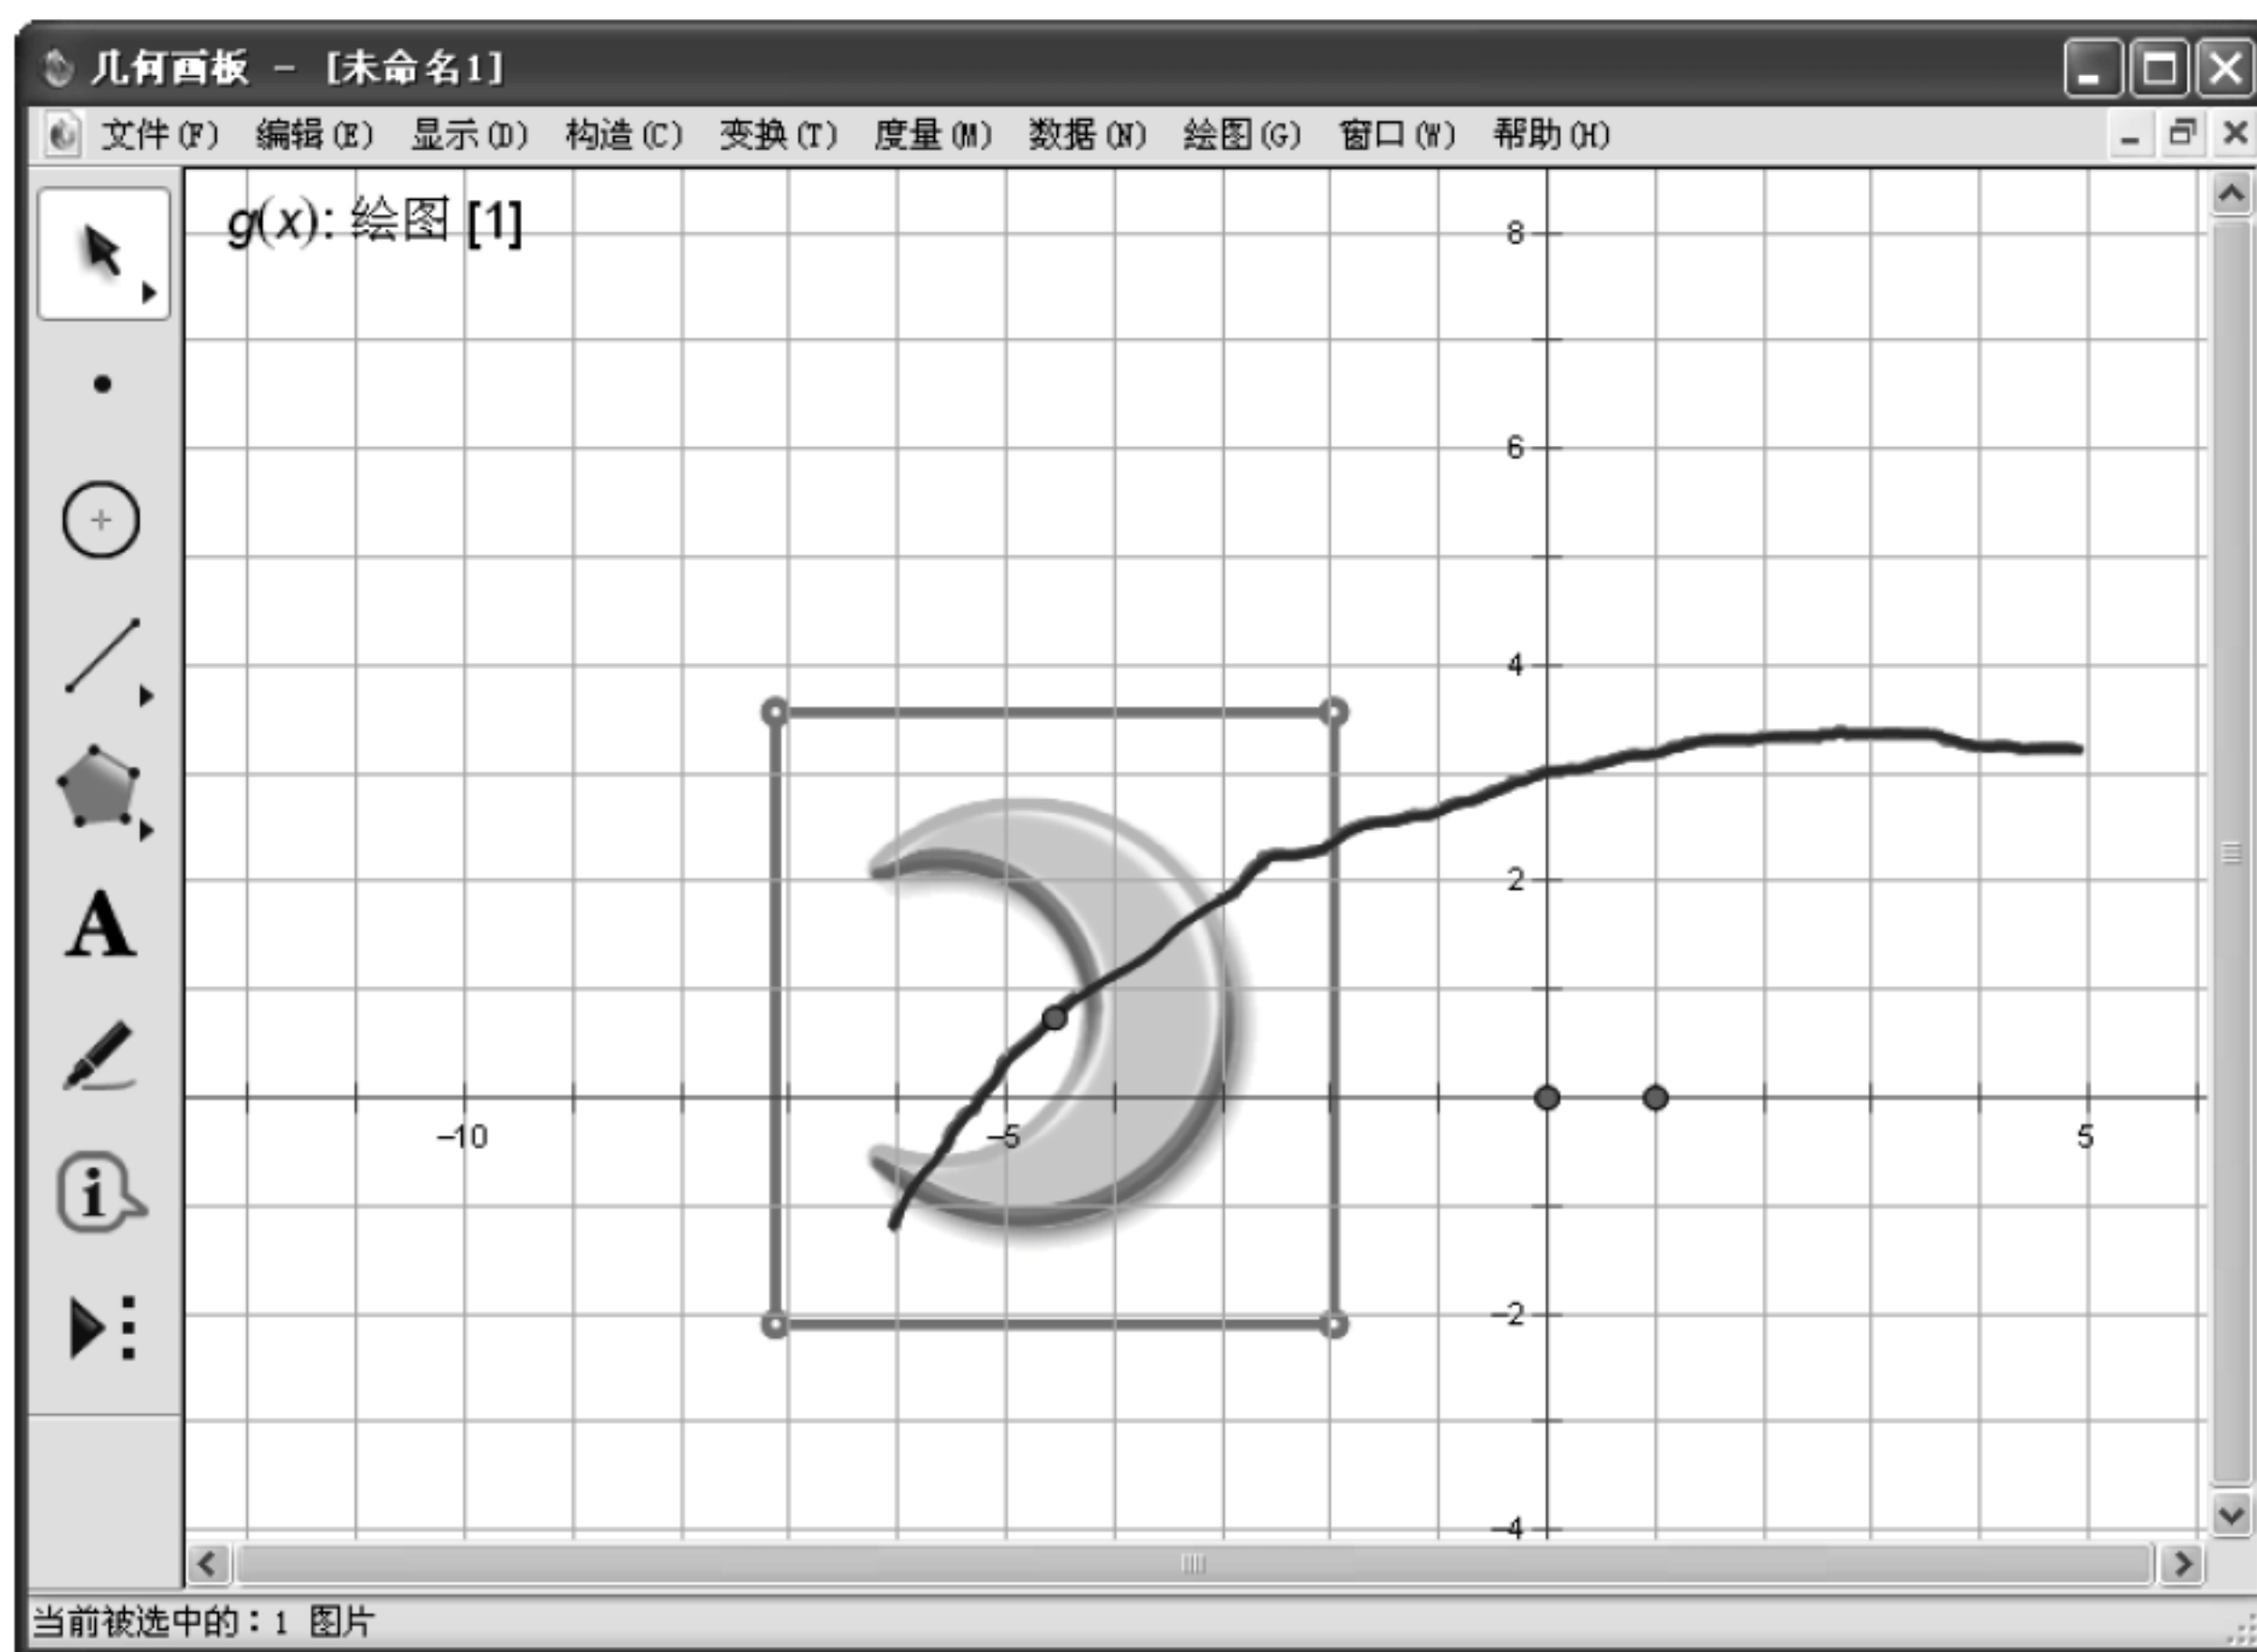 几何画板 - [未命名1]
文件(F) 编辑(E) 显示(D) 构造(C) 变换(T) 度量(M) 数据(N) 绘图(G) 窗口(W) 帮助(H)
g(x): 绘图 [1]
8
6
4
2
-10 -5 5
-2
-4
A
i
当前被选中的：1 图片